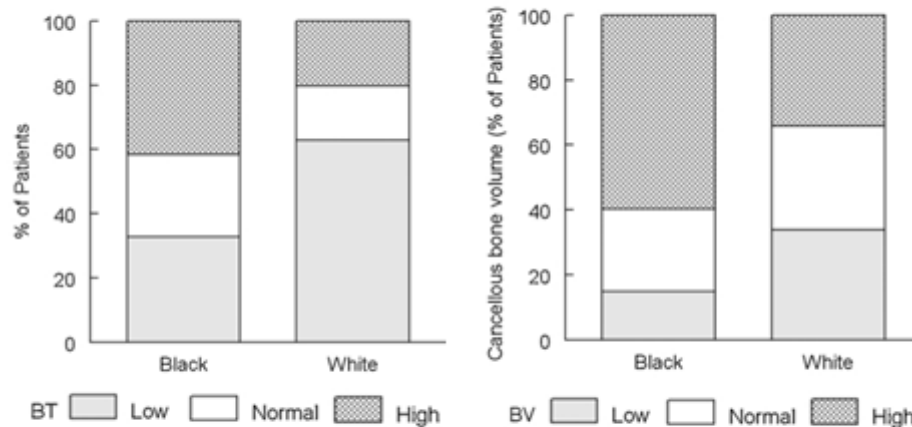 % of Patients
100
80
60
40
20
0
Black White
BT Low Normal High
Cancellous bone volume (% of Patients)
100
80
60
40
20
0
Black White
BV Low Normal High